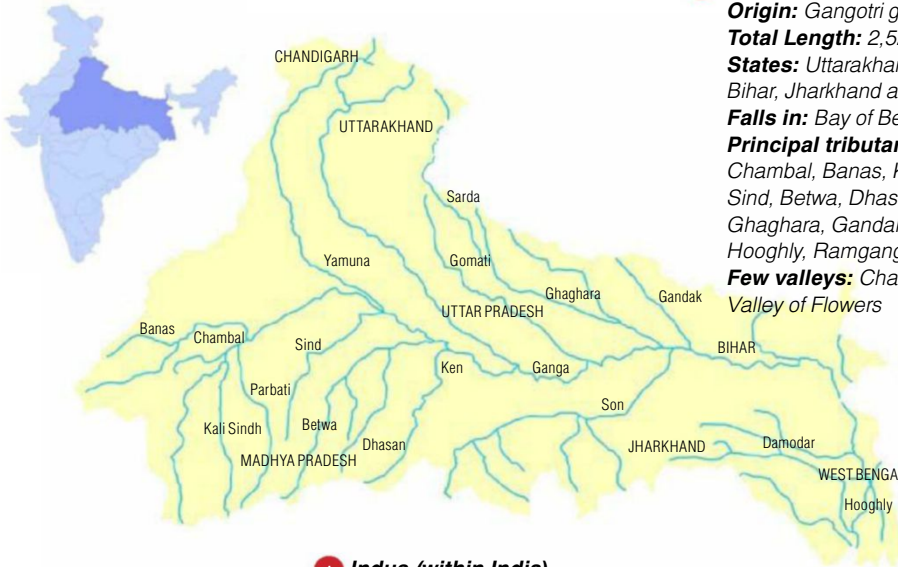 Origin: Gangotri g
Total Length: 2,5
States: Uttarakha
Bihar, Jharkhand a
Falls in: Bay of Be
Principal tributar
Chambal, Banas, K
Sind, Betwa, Dhas
Ghaghara, Ganda
Hooghly, Ramgang
Few valleys: Cha
Valley of Flowers
CHANDIGARH
UTTARAKHAND
Sarda
Yamuna
Gomati
Ghaghara
Gandak
UTTAR PRADESH
Banas
Chambal
Sind
BIHAR
Ken
Ganga
Parbati
Son
Kali Sindh
Betwa
Dhasan
JHARKHAND
Damodar
MADHYA PRADESH
WEST BENGA
Hooghly
Indus (within India)